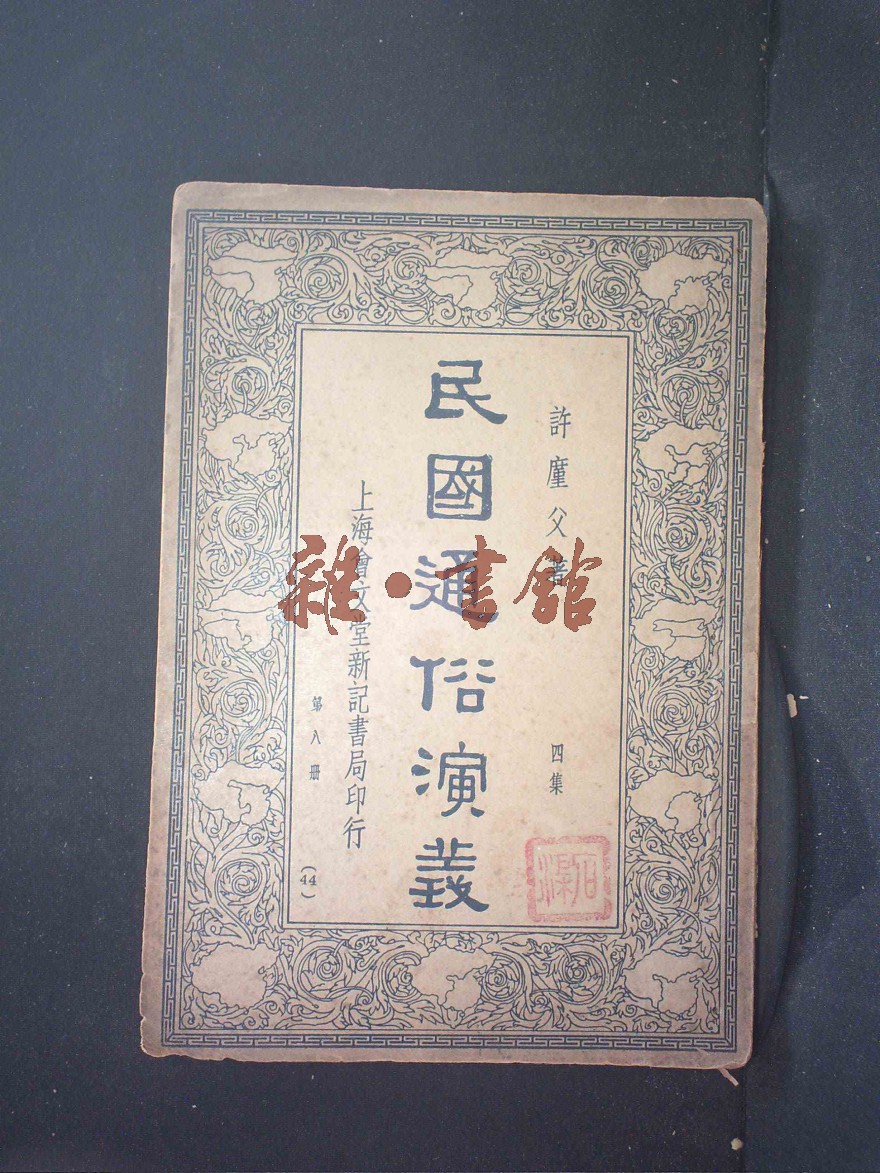 許廑父著
四集
民國通俗演義
上海會文堂新記書局印行
第八冊
(44)
雜·書館